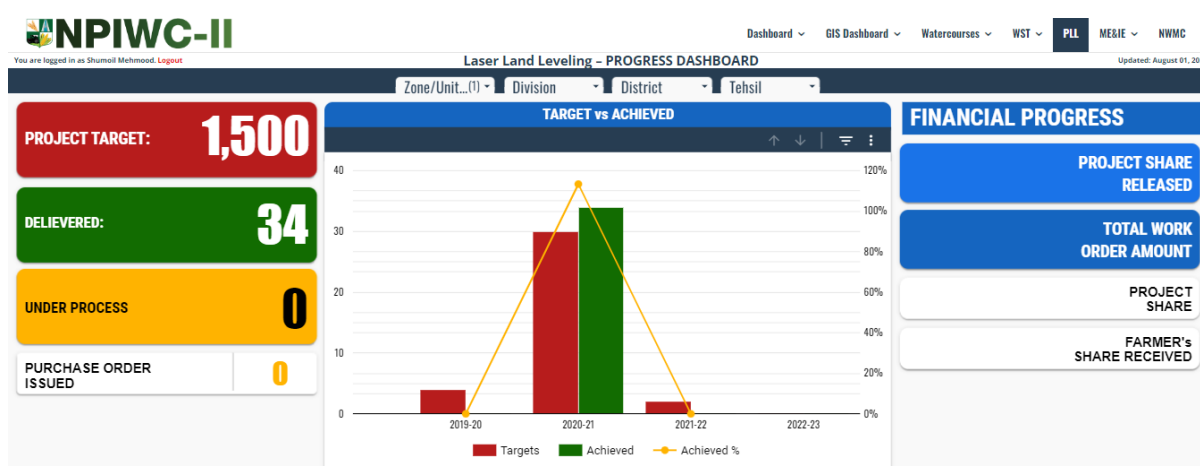 NPIWC-II
Dashboard
GIS Dashboard
Watercourses
WST
PLL
ME&IE
NWMC
You are logged in as Shumoil Mehmood. Logout
Laser Land Leveling – PROGRESS DASHBOARD
Updated: August 01, 20
Zone/Unit...(1)
Division
District
Tehsil
PROJECT TARGET:
1,500
DELIEVERED:
34
UNDER PROCESS
0
PURCHASE ORDER
ISSUED
0
TARGET vs ACHIEVED
40
30
20
10
0
120%
100%
80%
60%
40%
20%
0%
2019-20
2020-21
2021-22
2022-23
Targets
Achieved
Achieved %
FINANCIAL PROGRESS
PROJECT SHARE
RELEASED
TOTAL WORK
ORDER AMOUNT
PROJECT
SHARE
FARMER's
SHARE RECEIVED